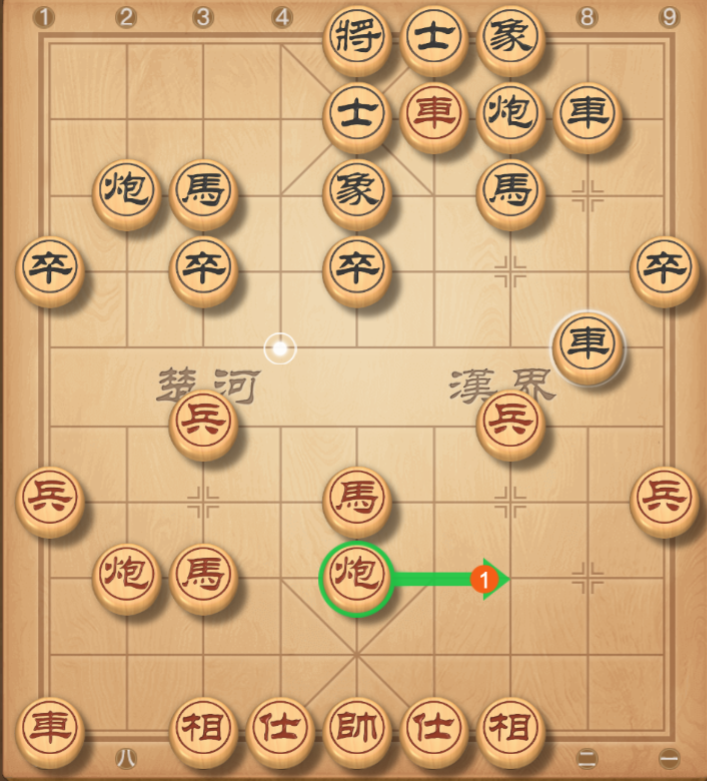 1 2 3 4 8 9
將 士 象
士 車 炮 車
炮 馬 象 馬
卒 卒 卒 卒
車
楚河 漢界
兵 兵
兵 馬 兵
炮 馬 炮 1
車 相 仕 帥 仕 相
八 二 一